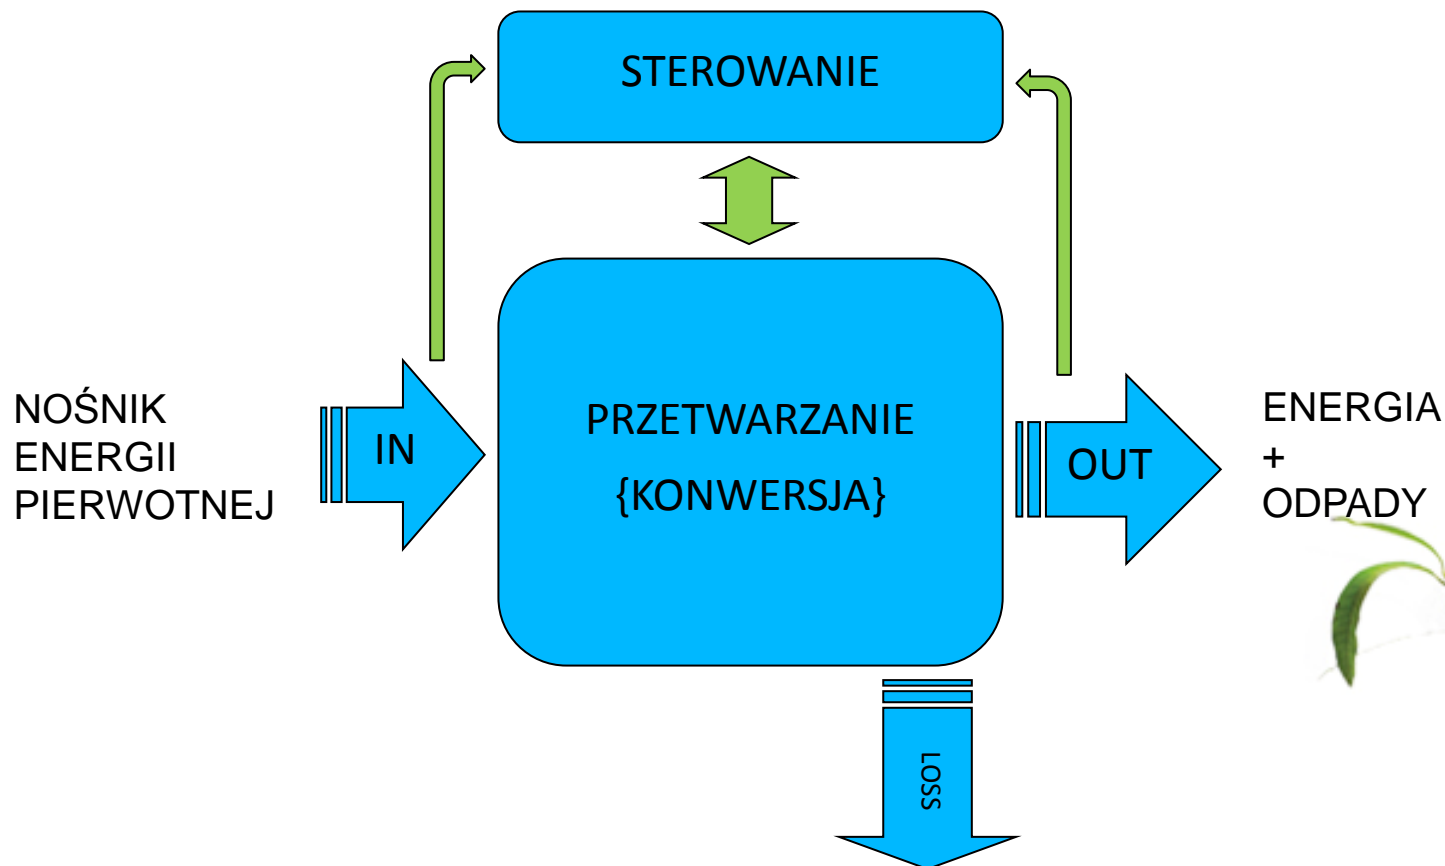 STEROWANIE
NOŚNIK
ENERGII
PIERWOTNEJ
IN
PRZETWARZANIE
{KONWERSJA}
OUT
ENERGIA
+
ODPADY
LOSS